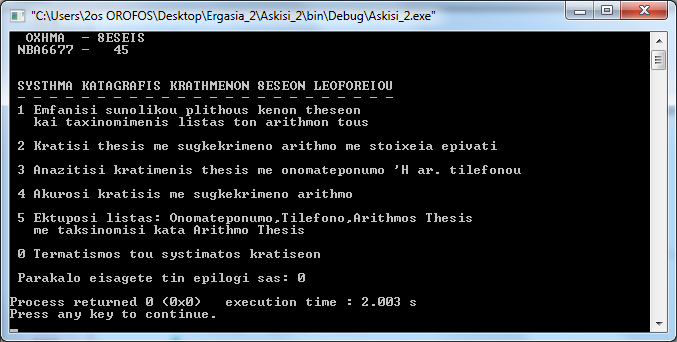 "C:\Users\2os OROFOS\Desktop\Ergasia_2\Askisi_2\bin\Debug\Askisi_2.exe"
OXHMA - 8ESEIS
NBA6677 - 45
SYSTHMA KATAGRAFIS KRATHMENON 8ESEON LEOFOREIOU
- - - - - - - - - - - - - - - - - - - - - - - -
1 Emfanisi sunolikou plithous kenon theseon
kai taxinomimenis listas ton arithmon tous
2 Kratisi thesis me sugkekrimeno arithmo me stoixeia epivati
3 Anazitisi kratimenis thesis me onomateponumo 'H ar. tilefonou
4 Akurosi kratisis me sugkekrimeno arithmo
5 Ektuposi listas: Onomateponumo,Tilefono,Arithmos Thesis
me taksinomisi kata Arithmo Thesis
0 Termatismos tou systimatos kratiseon
Parakalo eisagete tin epilogi sas: 0
Process returned 0 (0x0)   execution time : 2.003 s
Press any key to continue.